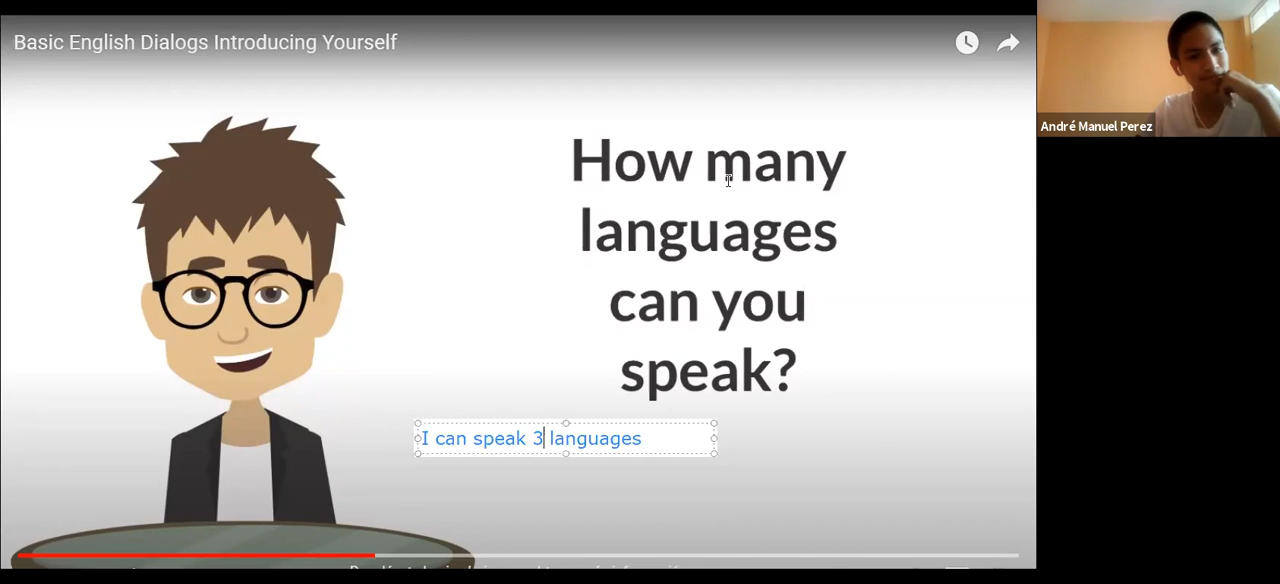 Basic English Dialogs Introducing Yourself
André Manuel Perez
How many
languages
can you
speak?
I can speak 3 languages